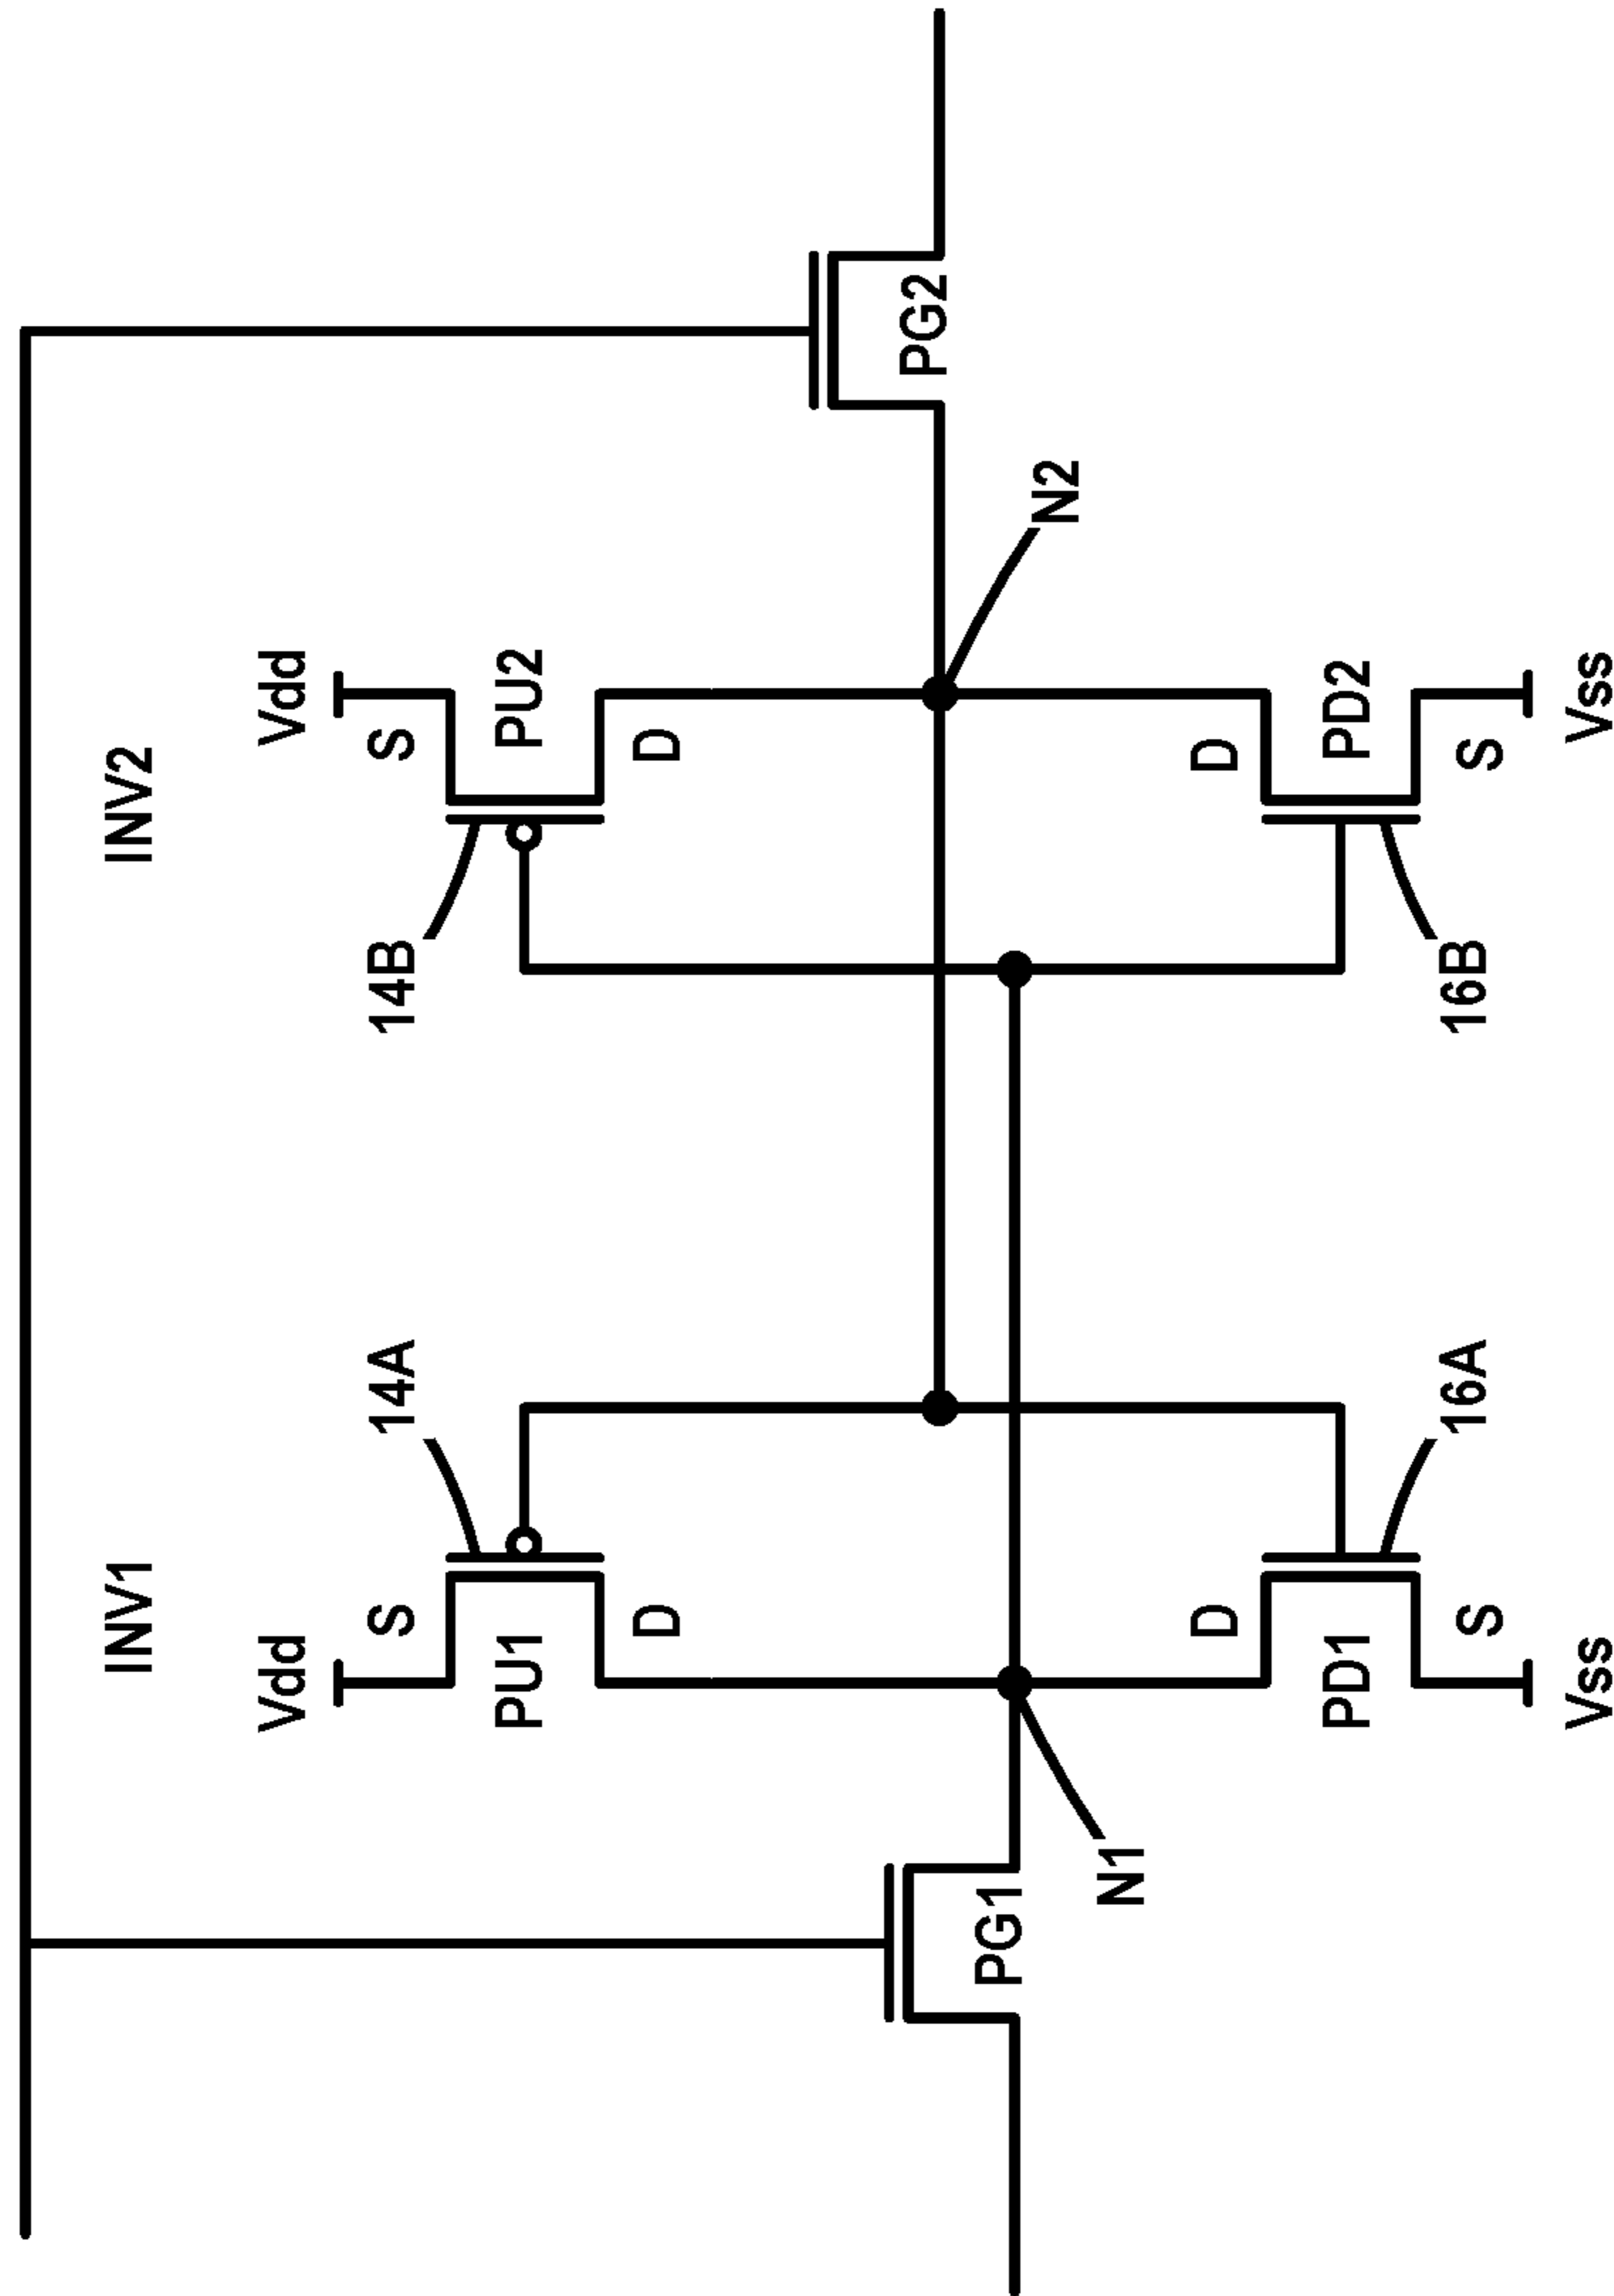 INV1
INV2
Vdd
Vdd
S
14A
14B
S
PU1
PU2
D
D
PG2
PG1
N2
N1
D
D
PD1
PD2
S
16A
16B
S
Vss
Vss